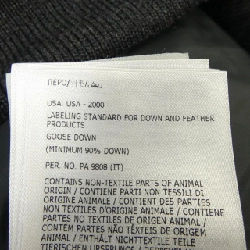 USA: USA - 2000
LABELING STANDARD FOR DOWN AND FEATHER
PRODUCTS
GOOSE DOWN
(MINIMUM 90% DOWN)
PER. NO. PA 9808 (IT)
CONTAINS NON-TEXTILE PARTS OF ANIMAL
ORIGIN / CONTIENE PARTI NON TESSILI DI
ORIGINE ANIMALE / CONTIENT DES PARTIES
NON TEXTILES D'ORIGINE ANIMALE / CONTIENE
PARTES NO TEXTILES DE ORIGEN ANIMAL /
CONTÉM PARTES NÃO TÊXTEIS DE ORIGEM
ANIMAL / ENTHÄLT NICHTTEXTILE TEILE
TIERISCHEN URSPRUNGS /